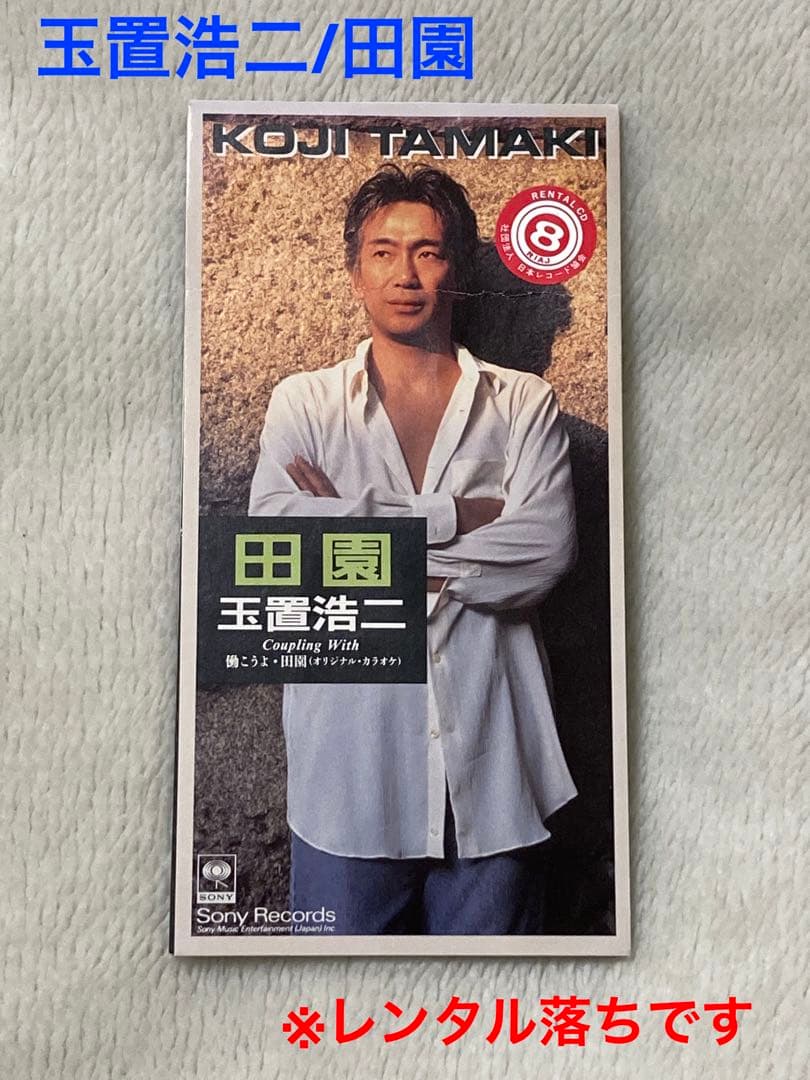 玉置浩二/田園
KOJI TAMAKI
RENTAL CD
8
RIAJ
社団法人 日本レコード協会
田園
玉置浩二
Coupling With
働こうよ・田園(オリジナル・カラオケ)
SONY
Sony Records
Sony Music Entertainment (Japan) Inc
※レンタル落ちです